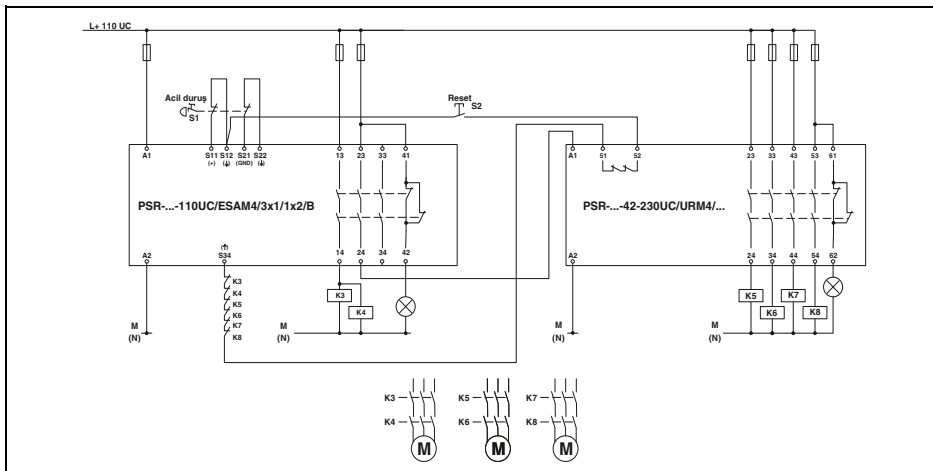 L+ 110 UC
Acil duruş
S1
Reset
S2
A1
S11
(+)
S12
S21
(GND)
S22
13
23
33
41
A1
51
52
23
33
43
53
61
PSR-...-110UC/ESAM4/3x1/1x2/B
PSR-...-42-230UC/URM4/...
A2
S34
14
24
34
42
A2
24
34
44
54
62
K3
K4
K5
K6
K7
K8
K3
K4
K5
K6
K7
K8
M
(N)
M
(N)
M
(N)
M
(N)
K3
K4
M
K5
K6
M
K7
K8
M